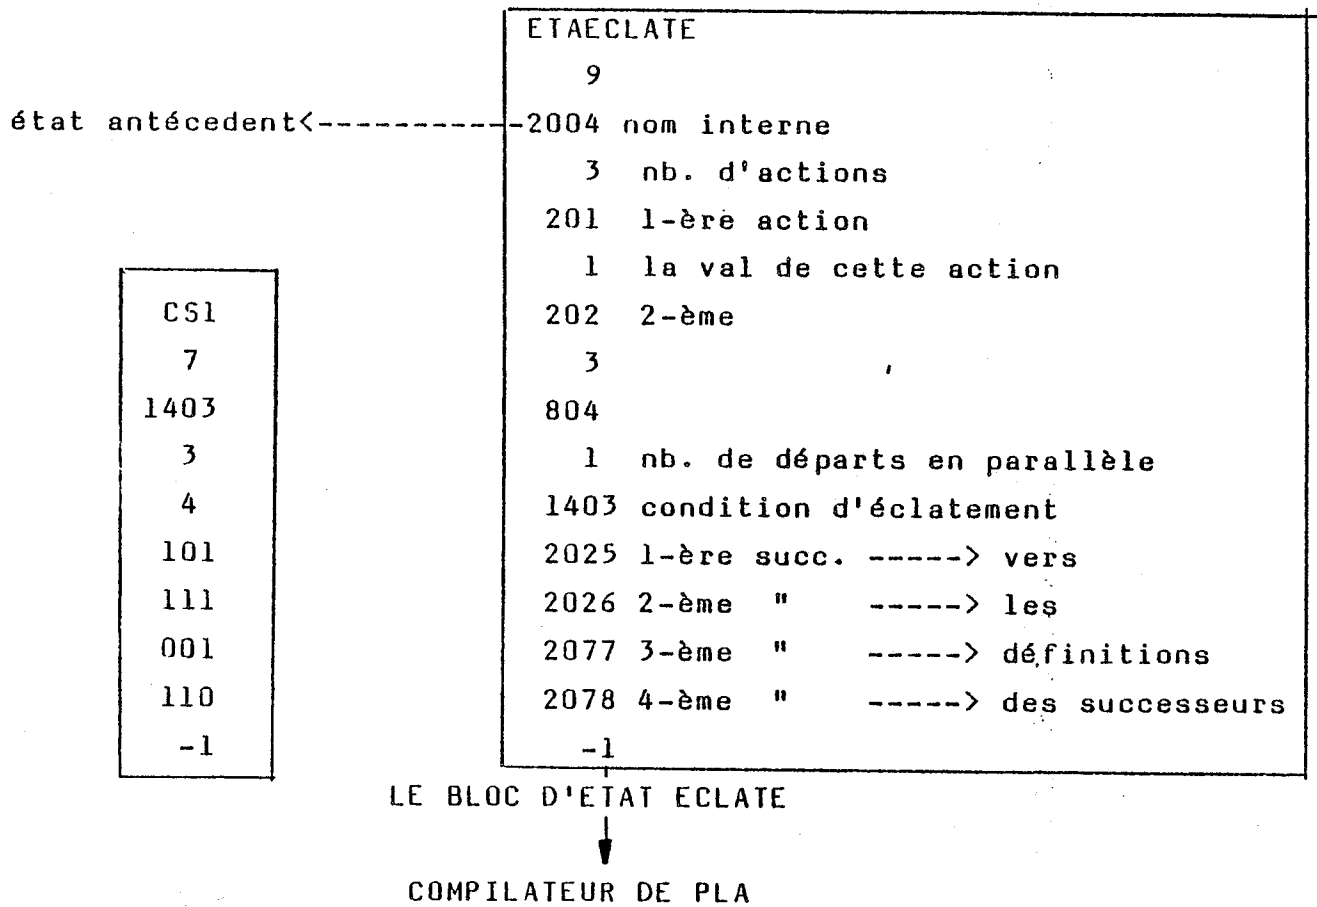 ETAECLATE
9
état antécedent<-----------2004 nom interne
3 nb. d'actions
201 1-ère action
1 la val de cette action
202 2-ème
3
804
1 nb. de départs en parallèle
1403 condition d'éclatement
2025 1-ère succ. -----> vers
2026 2-ème " -----> les
2077 3-ème " -----> définitions
2078 4-ème " -----> des successeurs
-1
CS1
7
1403
3
4
101
111
001
110
-1
LE BLOC D'ETAT ECLATE
COMPILATEUR DE PLA